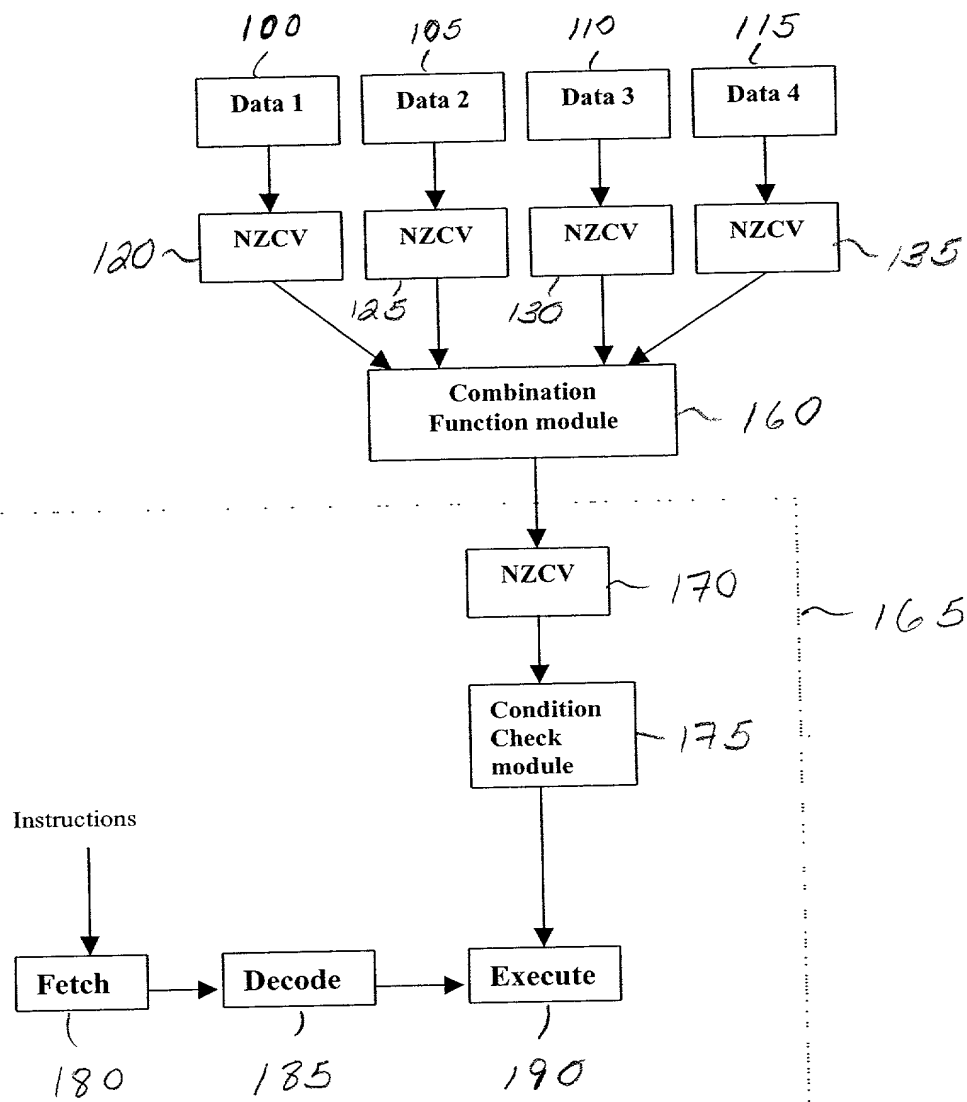 100 105 110 115
Data 1 Data 2 Data 3 Data 4
NZCV NZCV NZCV NZCV
120 135
125 130
Combination
Function module
160
NZCV
170
165
Condition
Check
module
175
Instructions
Fetch Decode Execute
180 185 190